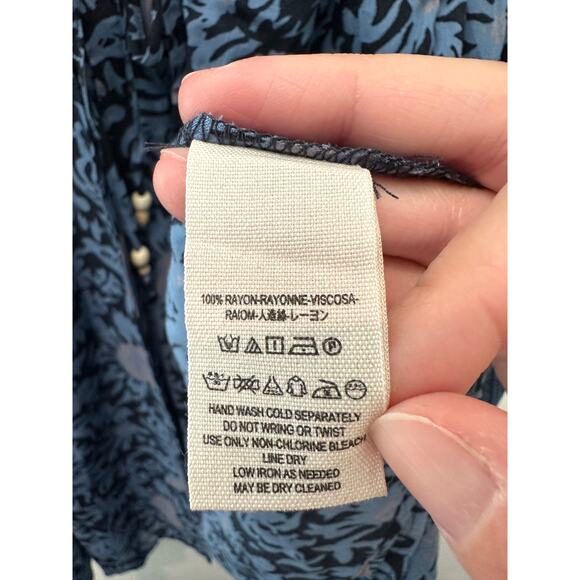 100% RAYON-RAYONNE-VISCOSA-
RAIOM-人造絲-レーヨン
HAND WASH COLD SEPARATELY
DO NOT WRING OR TWIST
USE ONLY NON-CHLORINE BLEACH
LINE DRY
LOW IRON AS NEEDED
MAY BE DRY CLEANED